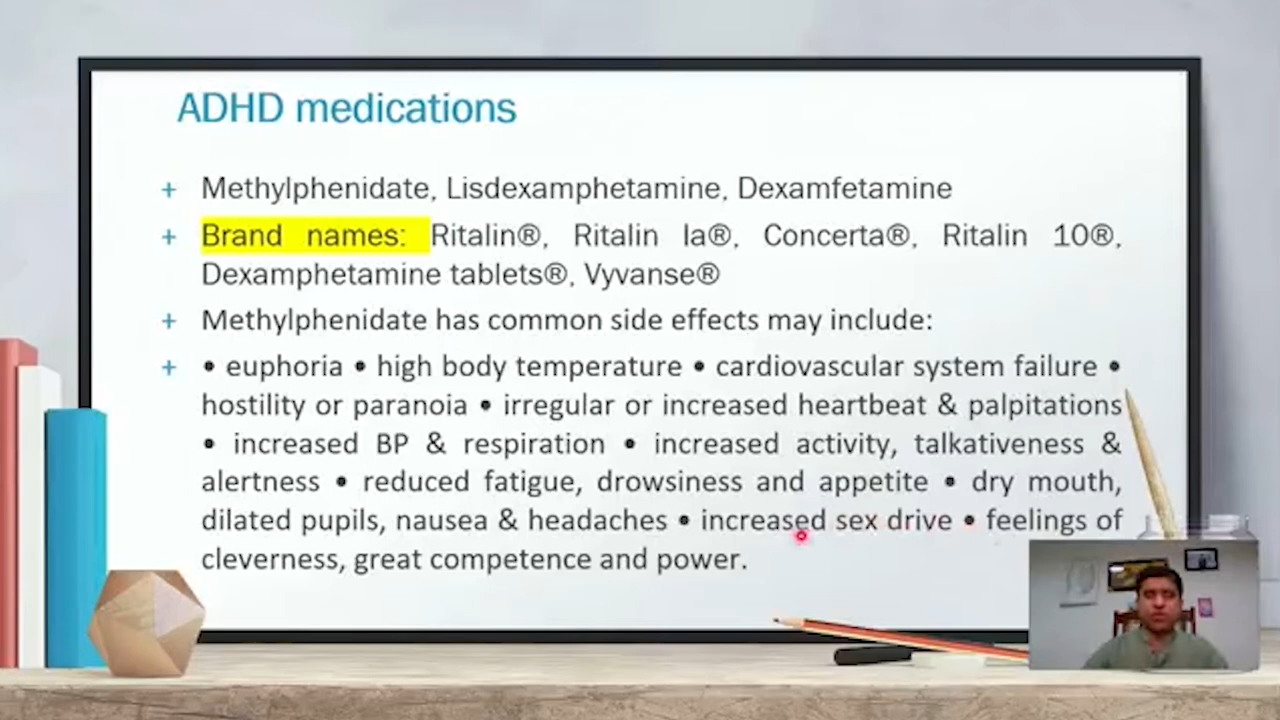 ADHD medications
+ Methylphenidate, Lisdexamphetamine, Dexamfetamine
+ Brand names: Ritalin®, Ritalin la®, Concerta®, Ritalin 10®,
Dexamphetamine tablets®, Vyvanse®
+ Methylphenidate has common side effects may include:
+ • euphoria • high body temperature • cardiovascular system failure •
hostility or paranoia • irregular or increased heartbeat & palpitations
• increased BP & respiration • increased activity, talkativeness &
alertness • reduced fatigue, drowsiness and appetite • dry mouth,
dilated pupils, nausea & headaches • increased sex drive • feelings of
cleverness, great competence and power.